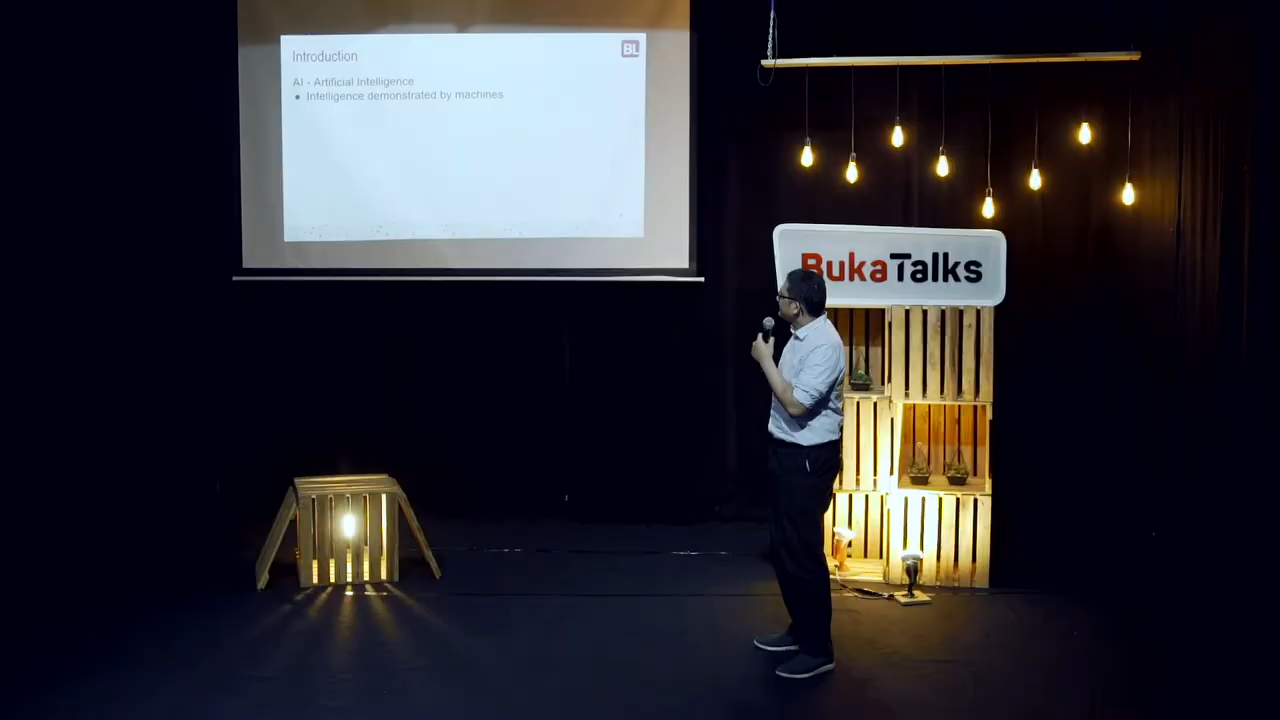 Introduction
BL
AI - Artificial Intelligence
● Intelligence demonstrated by machines
BukaTalks